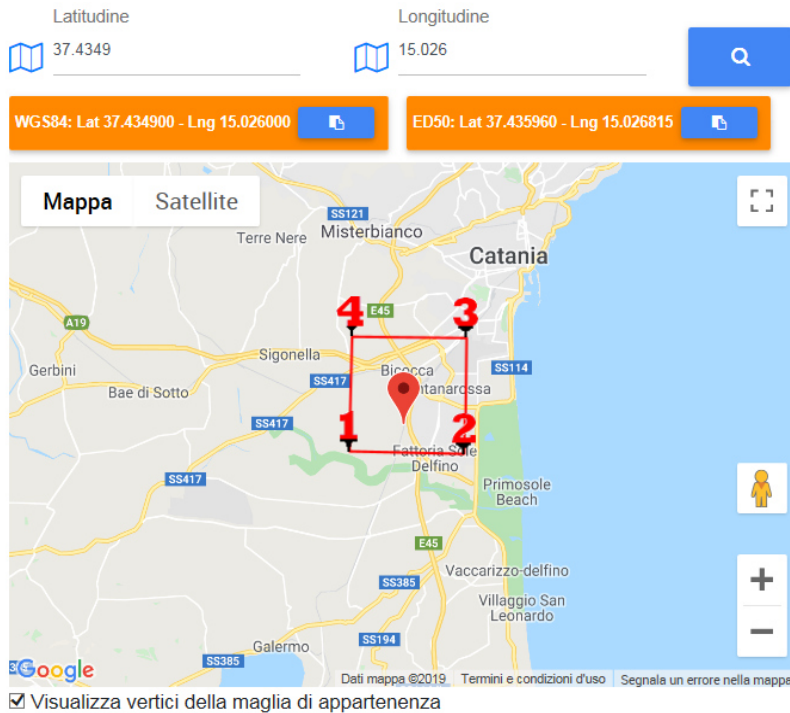 Latitudine
Longitudine
37.4349
15.026
WGS84: Lat 37.434900 - Lng 15.026000
ED50: Lat 37.435960 - Lng 15.026815
Mappa Satellite
SS121
Terre Nere
Misterbianco
Catania
4
E45
3
A19
Sigonella
Gerbini
Bicocca
SS114
SS417
ntanarossa
Bae di Sotto
1
SS417
2
Fattoria Sole
Delfino
SS417
Primosole
Beach
E45
Vaccarizzo-delfino
SS385
Villaggio San
Leonardo
SS194
Galermo
SS385
Google
Dati mappa ©2019 Termini e condizioni d'uso Segnala un errore nella mappa
Visualizza vertici della maglia di appartenenza